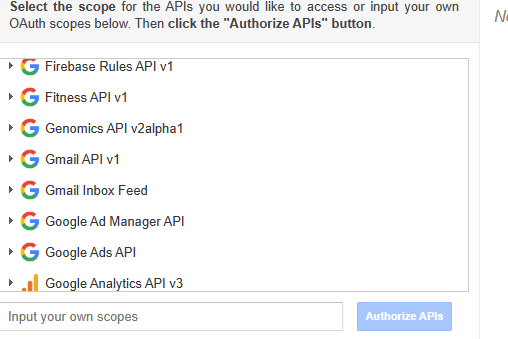 Select the scope for the APIs you would like to access or input your own
OAuth scopes below. Then click the "Authorize APIs" button.
Firebase Rules API v1
Fitness API v1
Genomics API v2alpha1
Gmail API v1
Gmail Inbox Feed
Google Ad Manager API
Google Ads API
Google Analytics API v3
Input your own scopes
Authorize APIs